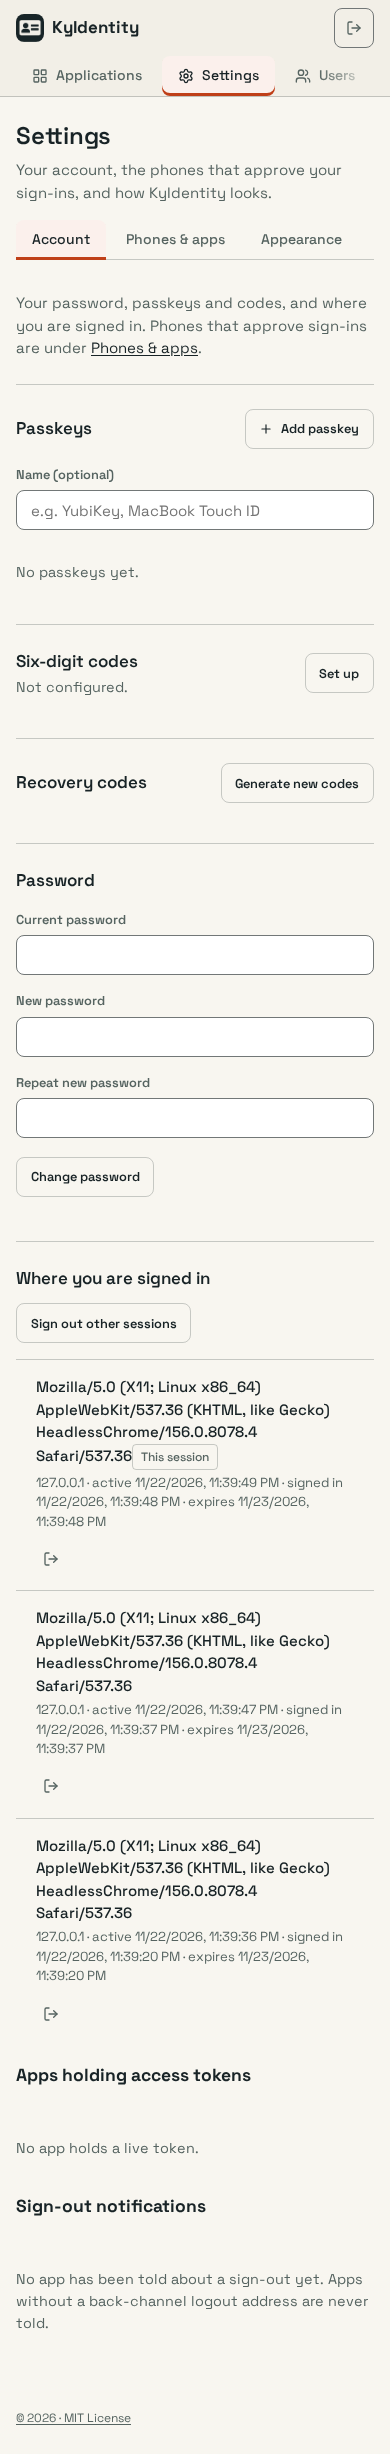 Kyldentity
Applications
Settings
Users
Settings
Your account, the phones that approve your
sign-ins, and how Kyldentity looks.
Account
Phones & apps
Appearance
Your password, passkeys and codes, and where
you are signed in. Phones that approve sign-ins
are under Phones & apps.
Passkeys
Add passkey
Name (optional)
e.g. YubiKey, MacBook Touch ID
No passkeys yet.
Six-digit codes
Not configured.
Set up
Recovery codes
Generate new codes
Password
Current password
New password
Repeat new password
Change password
Where you are signed in
Sign out other sessions
Mozilla/5.0 (X11; Linux x86_64)
AppleWebKit/537.36 (KHTML, like Gecko)
HeadlessChrome/156.0.8078.4
Safari/537.36 This session
127.0.0.1 · active 11/22/2026, 11:39:49 PM · signed in
11/22/2026, 11:39:48 PM · expires 11/23/2026,
11:39:48 PM
Mozilla/5.0 (X11; Linux x86_64)
AppleWebKit/537.36 (KHTML, like Gecko)
HeadlessChrome/156.0.8078.4
Safari/537.36
127.0.0.1 · active 11/22/2026, 11:39:47 PM · signed in
11/22/2026, 11:39:37 PM · expires 11/23/2026,
11:39:37 PM
Mozilla/5.0 (X11; Linux x86_64)
AppleWebKit/537.36 (KHTML, like Gecko)
HeadlessChrome/156.0.8078.4
Safari/537.36
127.0.0.1 · active 11/22/2026, 11:39:36 PM · signed in
11/22/2026, 11:39:20 PM · expires 11/23/2026,
11:39:20 PM
Apps holding access tokens
No app holds a live token.
Sign-out notifications
No app has been told about a sign-out yet. Apps
without a back-channel logout address are never
told.
© 2026 · MIT License